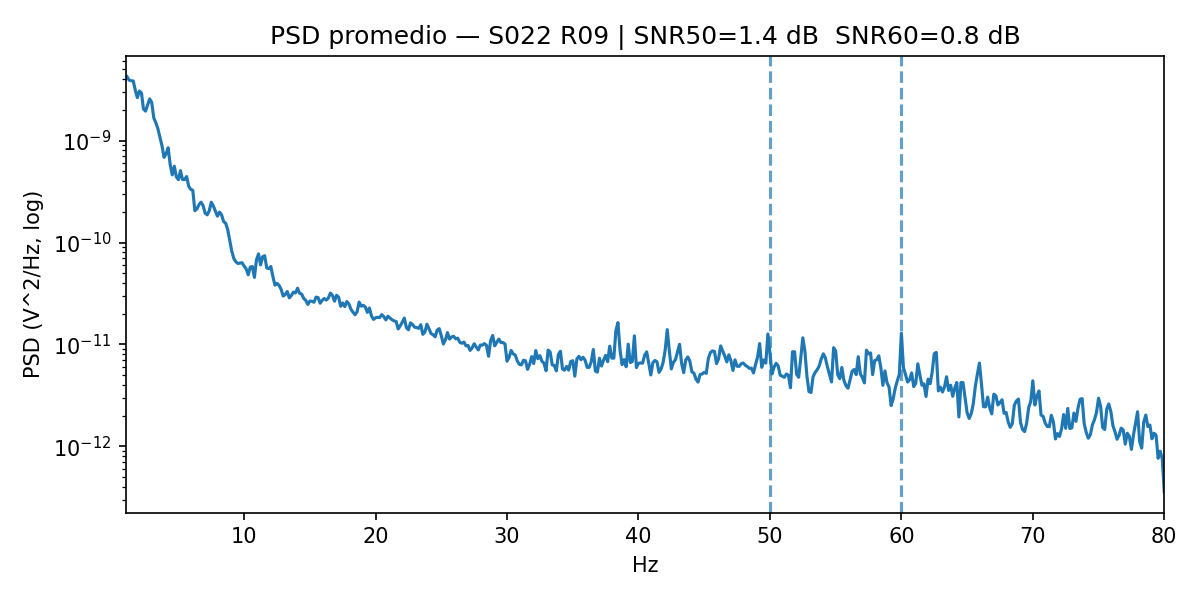 PSD promedio — S022 R09 | SNR50=1.4 dB  SNR60=0.8 dB
PSD (V^2/Hz, log)
10⁻⁹
10⁻¹⁰
10⁻¹¹
10⁻¹²
10 20 30 40 50 60 70 80
Hz